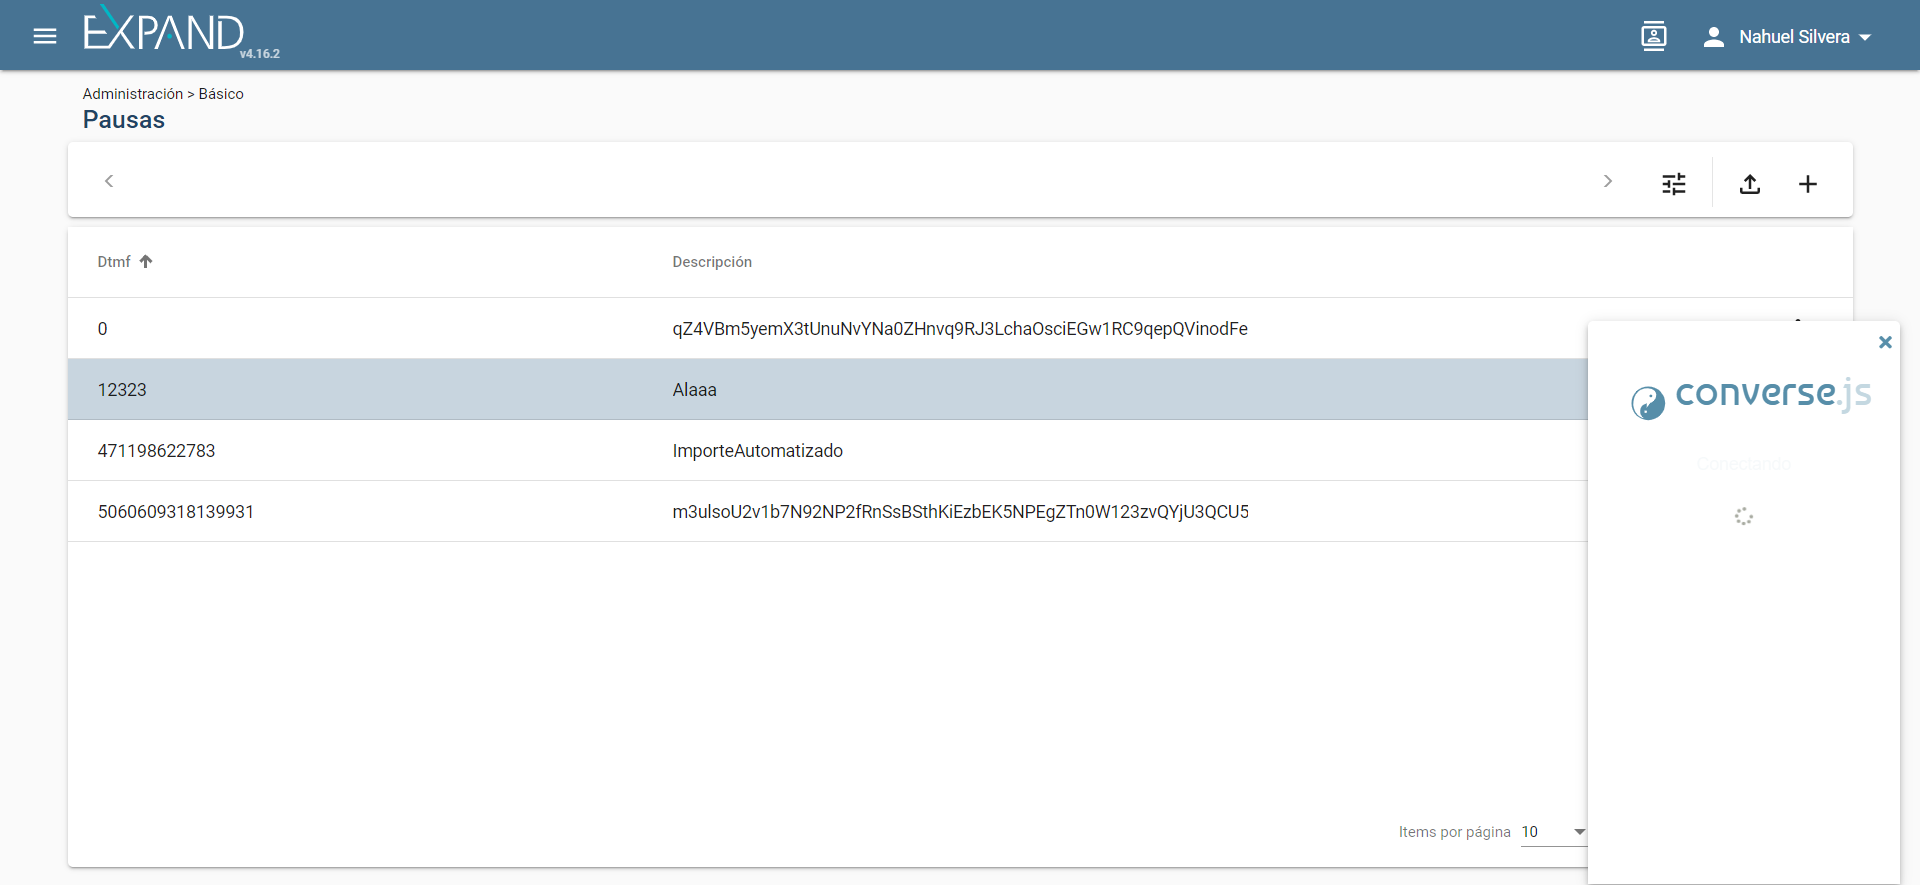 EXPAND
v4.16.2
Nahuel Silvera
Administración > Básico
Pausas
Dtmf
Descripción
0
qZ4VBm5yemX3tUnuNvYNa0ZHnvq9RJ3LchaOsciEGw1RC9qepQVinodFe
12323
Alaaa
471198622783
ImporteAutomatizado
5060609318139931
m3ulsoU2v1b7N92NP2fRnSsBSthKiEzbEK5NPEgZTn0W123zvQYjU3QCU5
converse.js
Conectando
Items por página 10